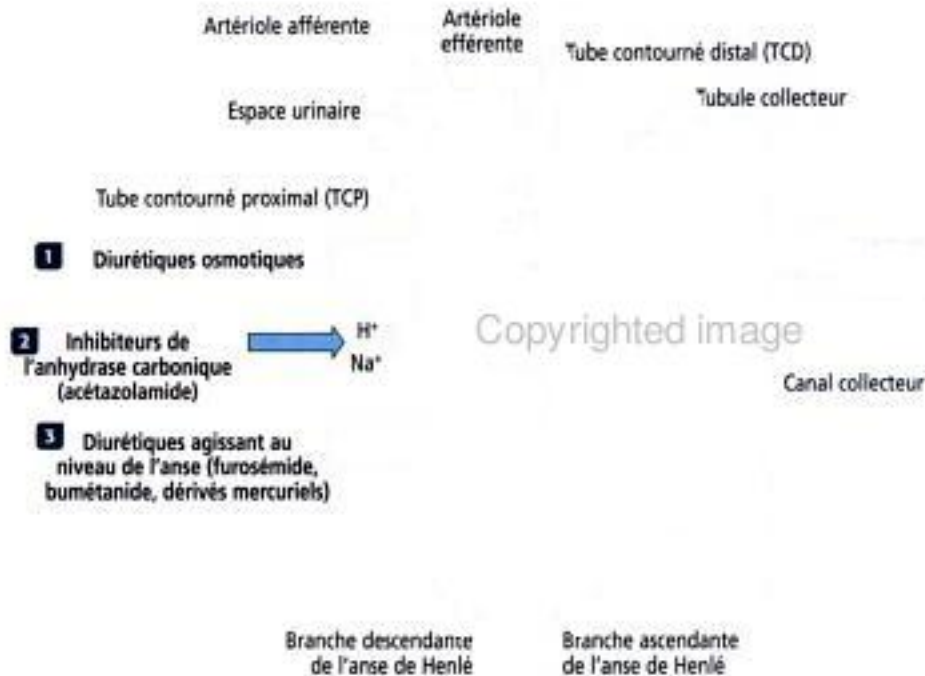 Artériole afférente
Artériole
efférente
Tube contourné distal (TCD)
Tubule collecteur
Espace urinaire
Tube contourné proximal (TCP)
1 Diurétiques osmotiques
2 Inhibiteurs de
l'anhydrase carbonique
(acétazolamide)
H⁺
Na⁺
Copyrighted image
Canal collecteur
3 Diurétiques agissant au
niveau de l'anse (furosémide,
bumétanide, dérivés mercuriels)
Branche descendante
de l'anse de Henlé
Branche ascendante
de l'anse de Henlé